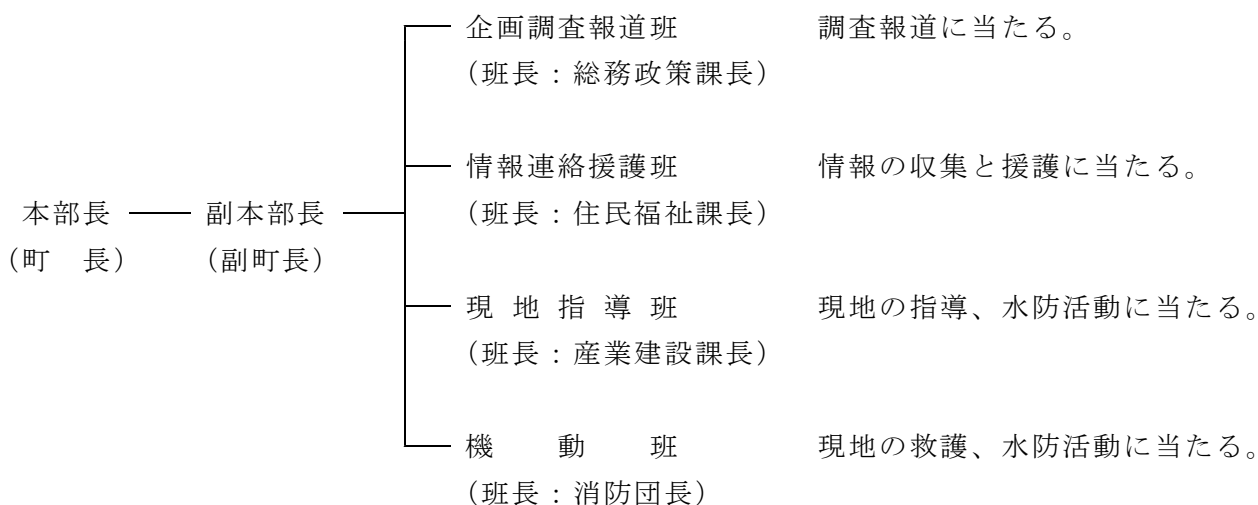 企画調査報道班 調査報道に当たる。
（班長：総務政策課長）
情報連絡援護班 情報の収集と援護に当たる。
（班長：住民福祉課長）
本部長 副本部長
（町　長） （副町長）
現地指導班 現地の指導、水防活動に当たる。
（班長：産業建設課長）
機動班 現地の救護、水防活動に当たる。
（班長：消防団長）